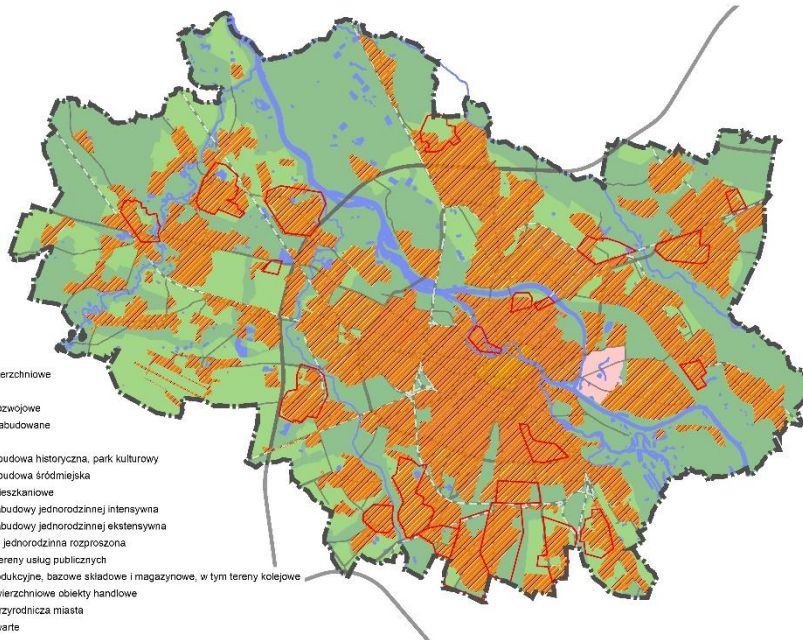 erzchniowe
ozwojowe
abudowane
budowa historyczna, park kulturowy
budowa śródmiejska
ieszkaniowe
abudowy jednorodzinnej intensywna
abudowy jednorodzinnej ekstensywna
jednorodzinna rozproszona
ereny usług publicznych
odukcyjne, bazowe składowe i magazynowe, w tym tereny kolejowe
wierzchniowe obiekty handlowe
rzyrodnicza miasta
warte